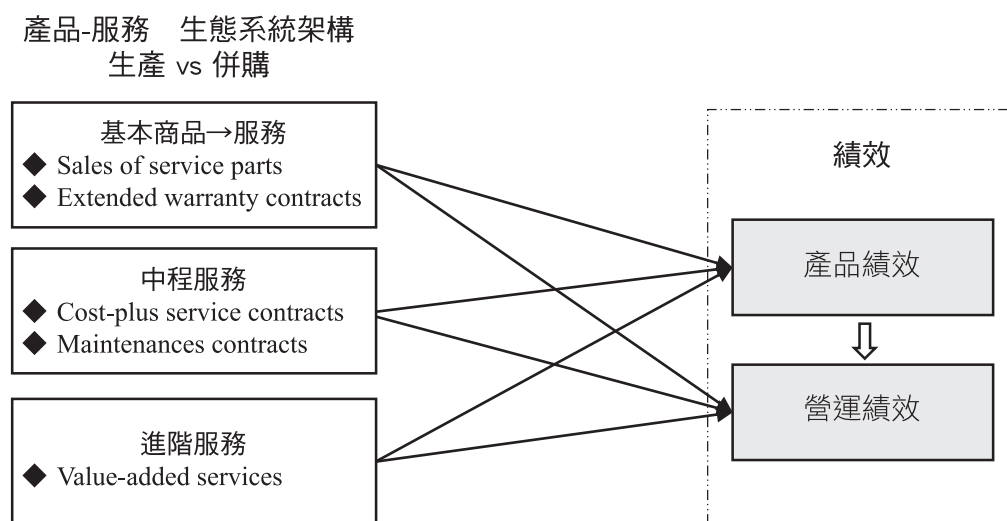 產品-服務　生態系統架構
生產 vs 併購
基本商品→服務
◆ Sales of service parts
◆ Extended warranty contracts
中程服務
◆ Cost-plus service contracts
◆ Maintenances contracts
進階服務
◆ Value-added services
績效
產品績效
營運績效